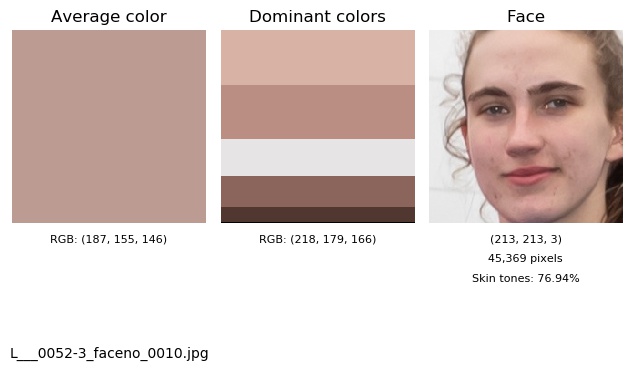 Average color
Dominant colors
Face
RGB: (187, 155, 146)
RGB: (218, 179, 166)
(213, 213, 3)
45,369 pixels
Skin tones: 76.94%
L___0052-3_faceno_0010.jpg